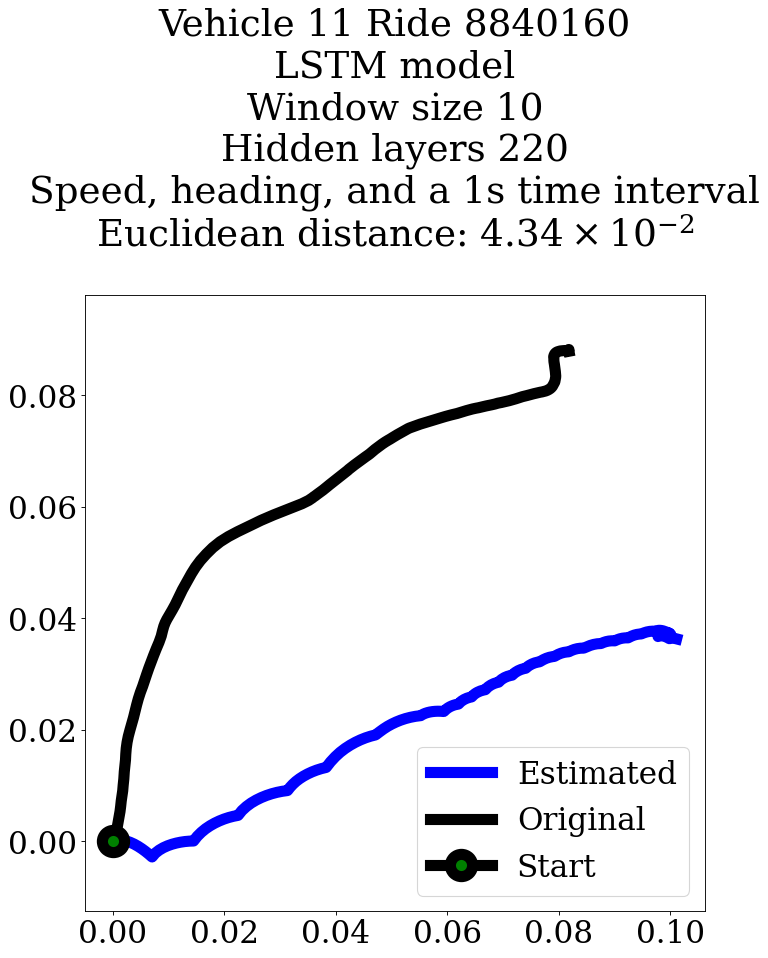 Vehicle 11 Ride 8840160
LSTM model
Window size 10
Hidden layers 220
Speed, heading, and a 1s time interval
Euclidean distance: 4.34 × 10⁻²
0.08
0.06
0.04
0.02
0.00
Estimated
Original
Start
0.00 0.02 0.04 0.06 0.08 0.10